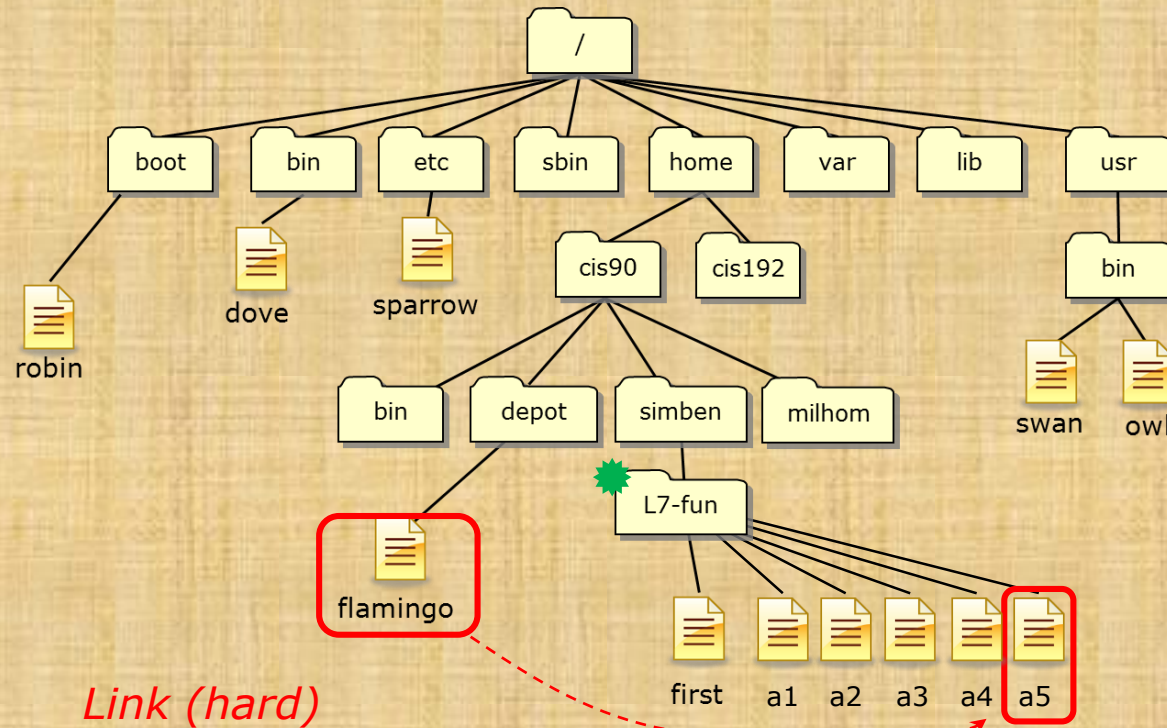 /
boot
bin
etc
sbin
home
var
lib
usr
dove
sparrow
cis90
cis192
bin
robin
bin
depot
simben
milhom
swan
L7-fun
flamingo
first
a1
a2
a3
a4
a5
Link (hard)